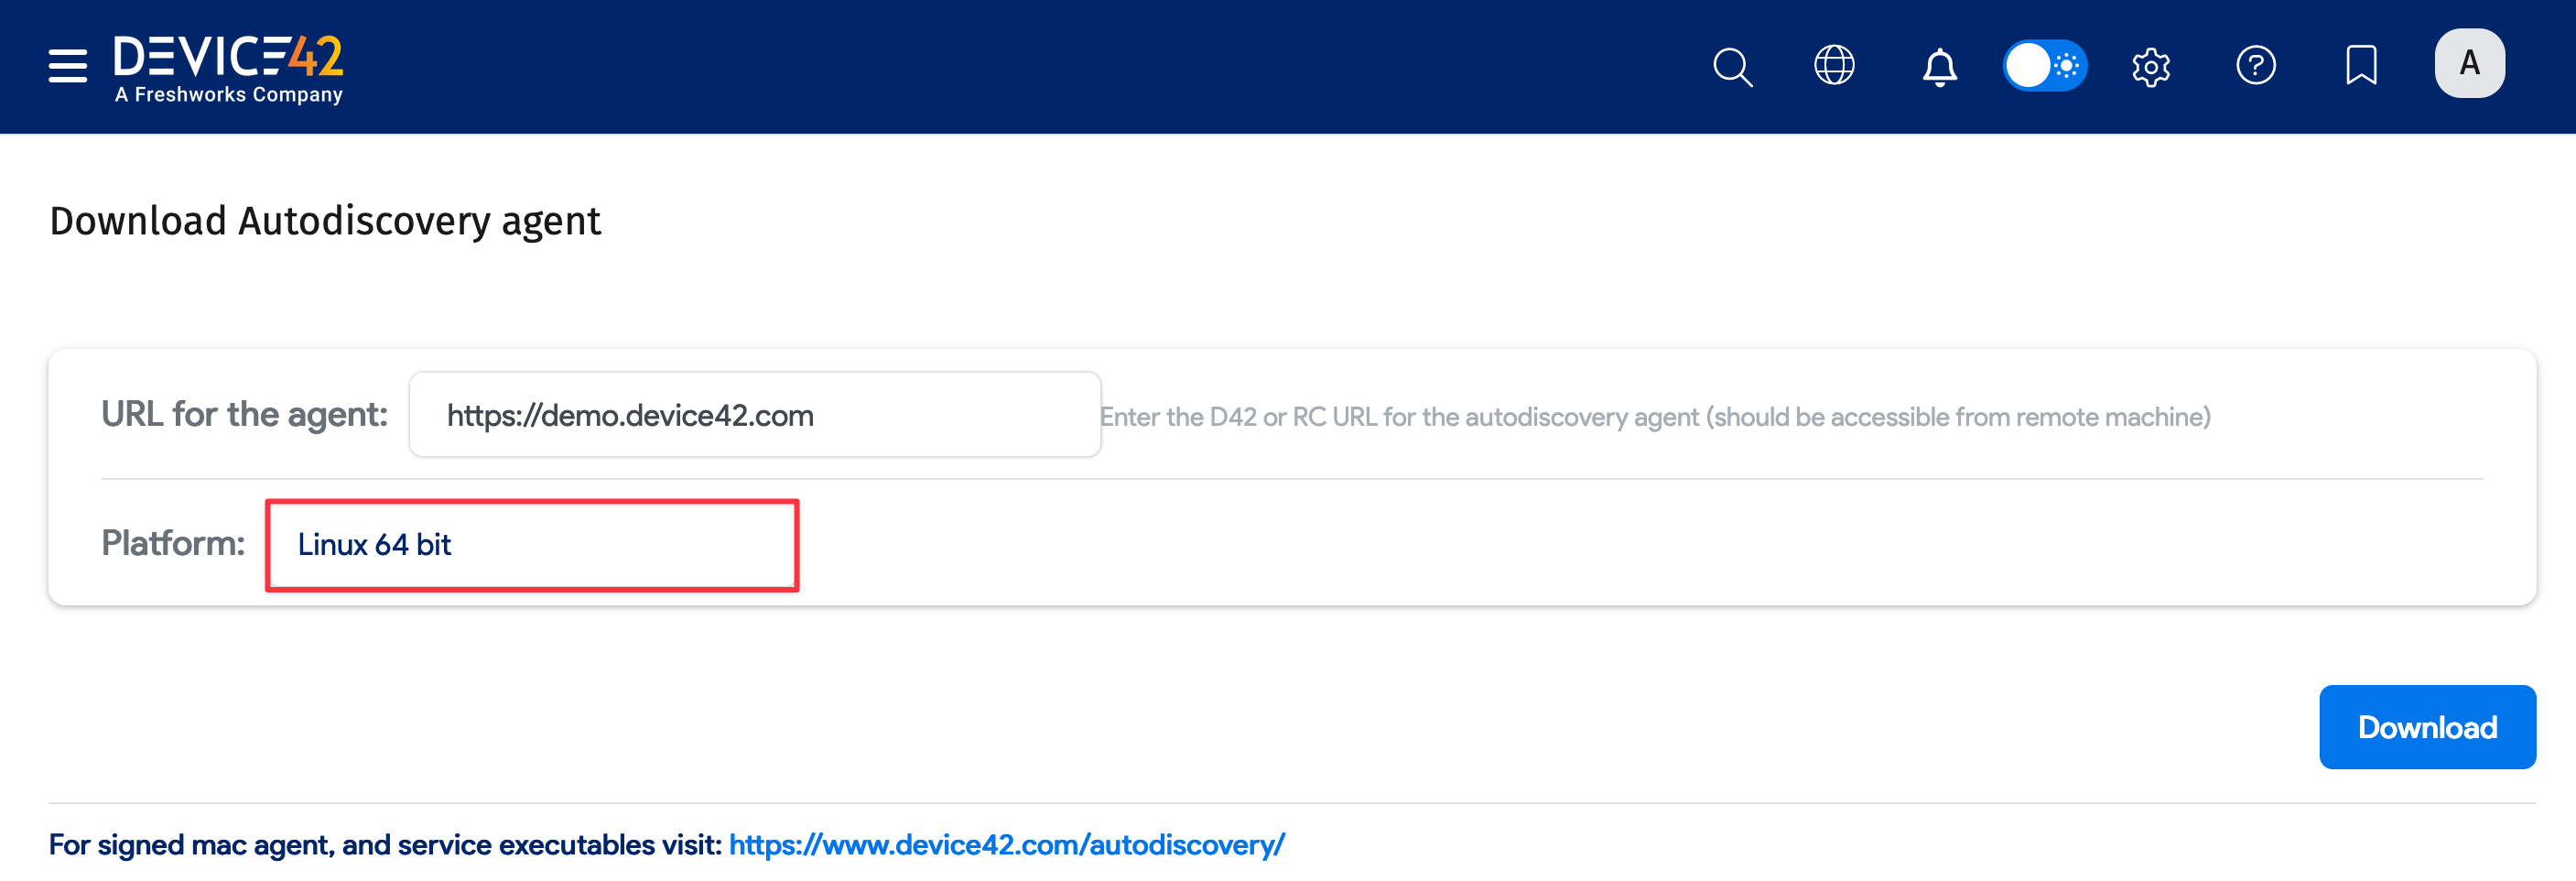 DEVICE42
A Freshworks Company
?
A
Download Autodiscovery agent
URL for the agent: https://demo.device42.com Enter the D42 or RC URL for the autodiscovery agent (should be accessible from remote machine)
Platform: Linux 64 bit
Download
For signed mac agent, and service executables visit: https://www.device42.com/autodiscovery/